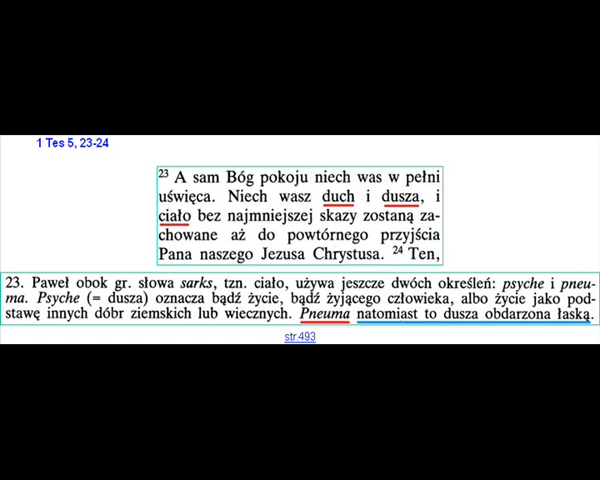 1 Tes 5, 23-24
23 A sam Bóg pokoju niech was w pełni
uświęca. Niech wasz duch i dusza, i
ciało bez najmniejszej skazy zostaną za-
chowane aż do powtórnego przyjścia
Pana naszego Jezusa Chrystusa. 24 Ten,
23. Paweł obok gr. słowa sarks, tzn. ciało, używa jeszcze dwóch określeń: psyche i pneu-
ma. Psyche (= dusza) oznacza bądź życie, bądź żyjącego człowieka, albo życie jako pod-
stawę innych dóbr ziemskich lub wiecznych. Pneuma natomiast to dusza obdarzona łaską.
str.493